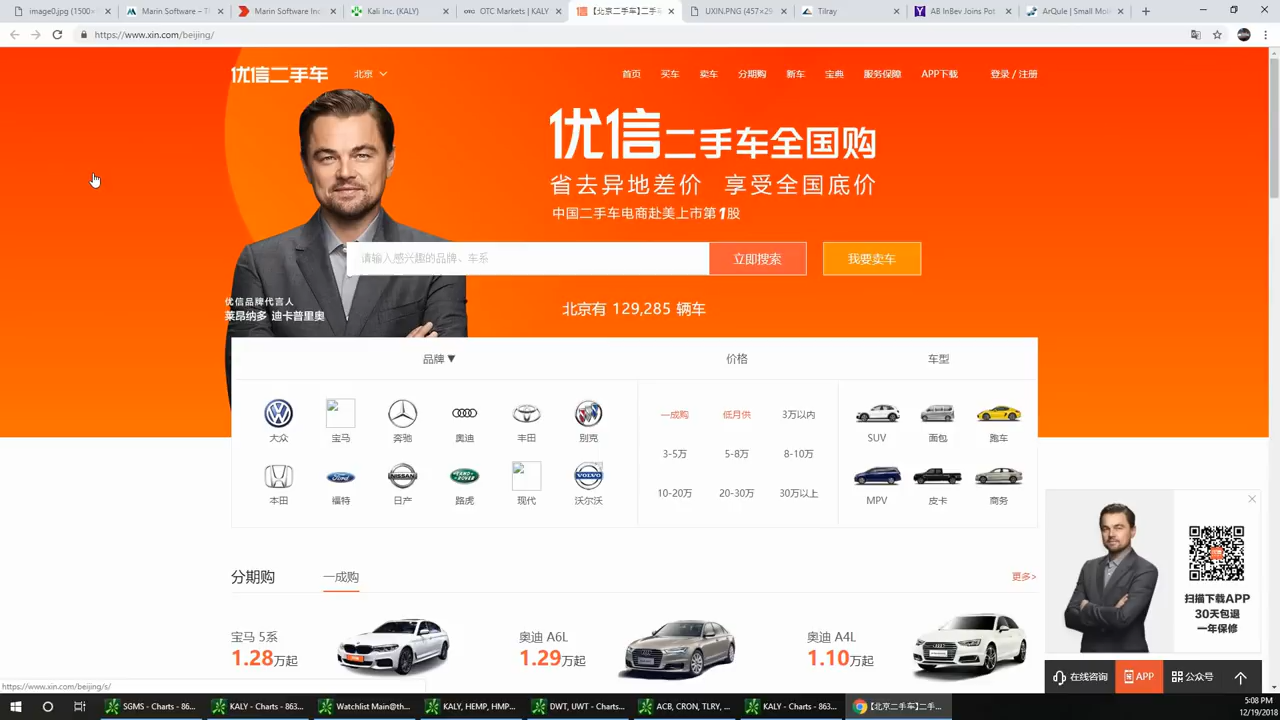 image0.jpg (1500×
Marin Software – T
Marin Software Inc
Kali Inc. (KALY)
OTC Markets | KALY
【北京二手车】二手
UXIN.PNG (457×29
Tilray
AB InBev Joins Pot
ArQule | Small Mol
https://www.xin.com/beijing/
优信二手车
北京
首页 买车 卖车 分期购 新车 宝典 服务保障 APP下载 登录 / 注册
优信二手车全国购
省去异地差价 享受全国底价
中国二手车电商赴美上市第1股
请输入感兴趣的品牌、车系
立即搜索
我要卖车
优信品牌代言人
莱昂纳多 迪卡普里奥
北京有 129,285 辆车
品牌▼ 价格 车型
大众 宝马 奔驰 奥迪 丰田 别克
本田 福特 日产 路虎 现代 沃尔沃
一成购 低月供 3万以内
3-5万 5-8万 8-10万
10-20万 20-30万 30万以上
SUV 面包 跑车
MPV 皮卡 商务
分期购 一成购 更多>
宝马 5系
1.28万起
奥迪 A6L
1.29万起
奥迪 A4L
1.10万起
扫描下载APP
30天包退
一年保修
在线咨询 APP 公众号
https://www.xin.com/beijing/s/
SGMS - Charts - 86...
KALY - Charts - 863...
Watchlist Main@th...
KALY, HEMP, HMP...
DWT, UWT - Charts...
ACB, CRON, TLRY, ...
KALY - Charts - 863...
【北京二手车】二手...
5:08 PM
12/19/2018